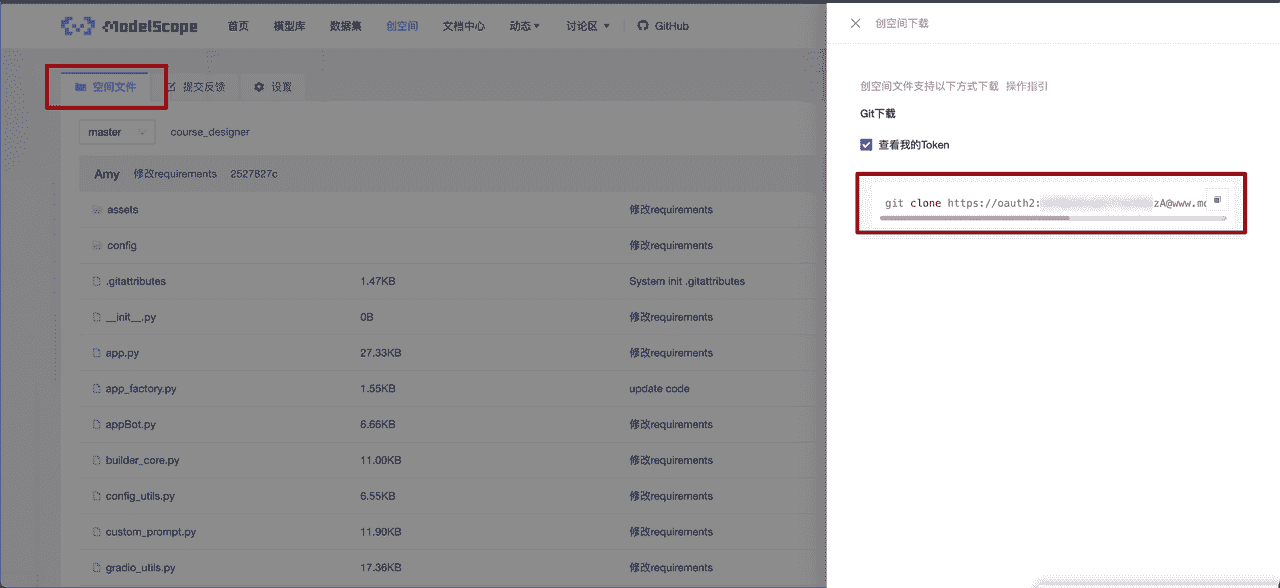 ModelScope 首页 模型库 数据集 创空间 文档中心 动态 讨论区 GitHub
空间文件 提交反馈 设置
master course_designer
Amy 修改requirements 2527827c
assets 修改requirements
config 修改requirements
.gitattributes 1.47KB System init .gitattributes
__init__.py 0B 修改requirements
app.py 27.33KB 修改requirements
app_factory.py 1.55KB update code
appBot.py 6.66KB 修改requirements
builder_core.py 11.00KB 修改requirements
config_utils.py 6.55KB 修改requirements
custom_prompt.py 11.90KB 修改requirements
gradio_utils.py 17.36KB 修改requirements
创空间下载
创空间文件支持以下方式下载 操作指引
Git下载
查看我的Token
git clone https://oauth2: zA@www.mo